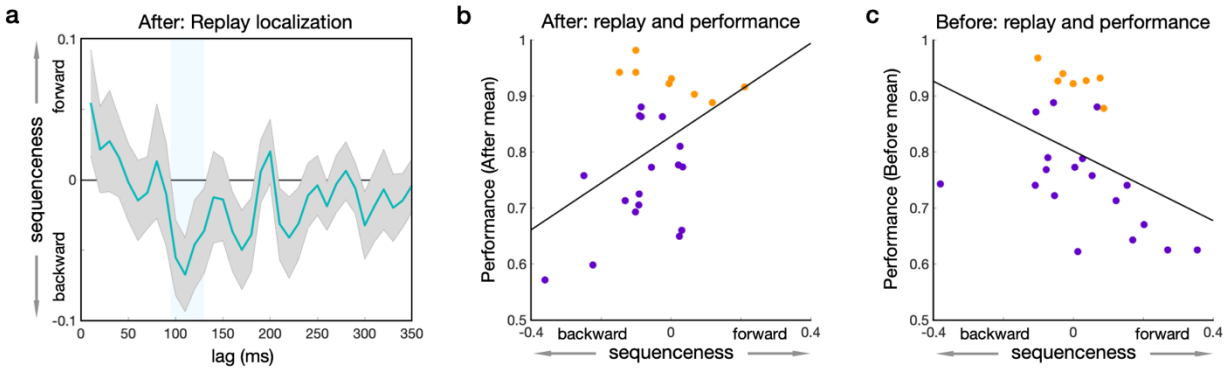 a
After: Replay localization
0.1
0
-0.1
forward
backward
sequenceness
0
50
100
150
200
250
300
350
lag (ms)
b
After: replay and performance
1
0.9
0.8
0.7
0.6
0.5
Performance (After mean)
-0.4
0
0.4
backward
forward
sequenceness
c
Before: replay and performance
1
0.9
0.8
0.7
0.6
0.5
Performance (Before mean)
-0.4
0
0.4
backward
forward
sequenceness